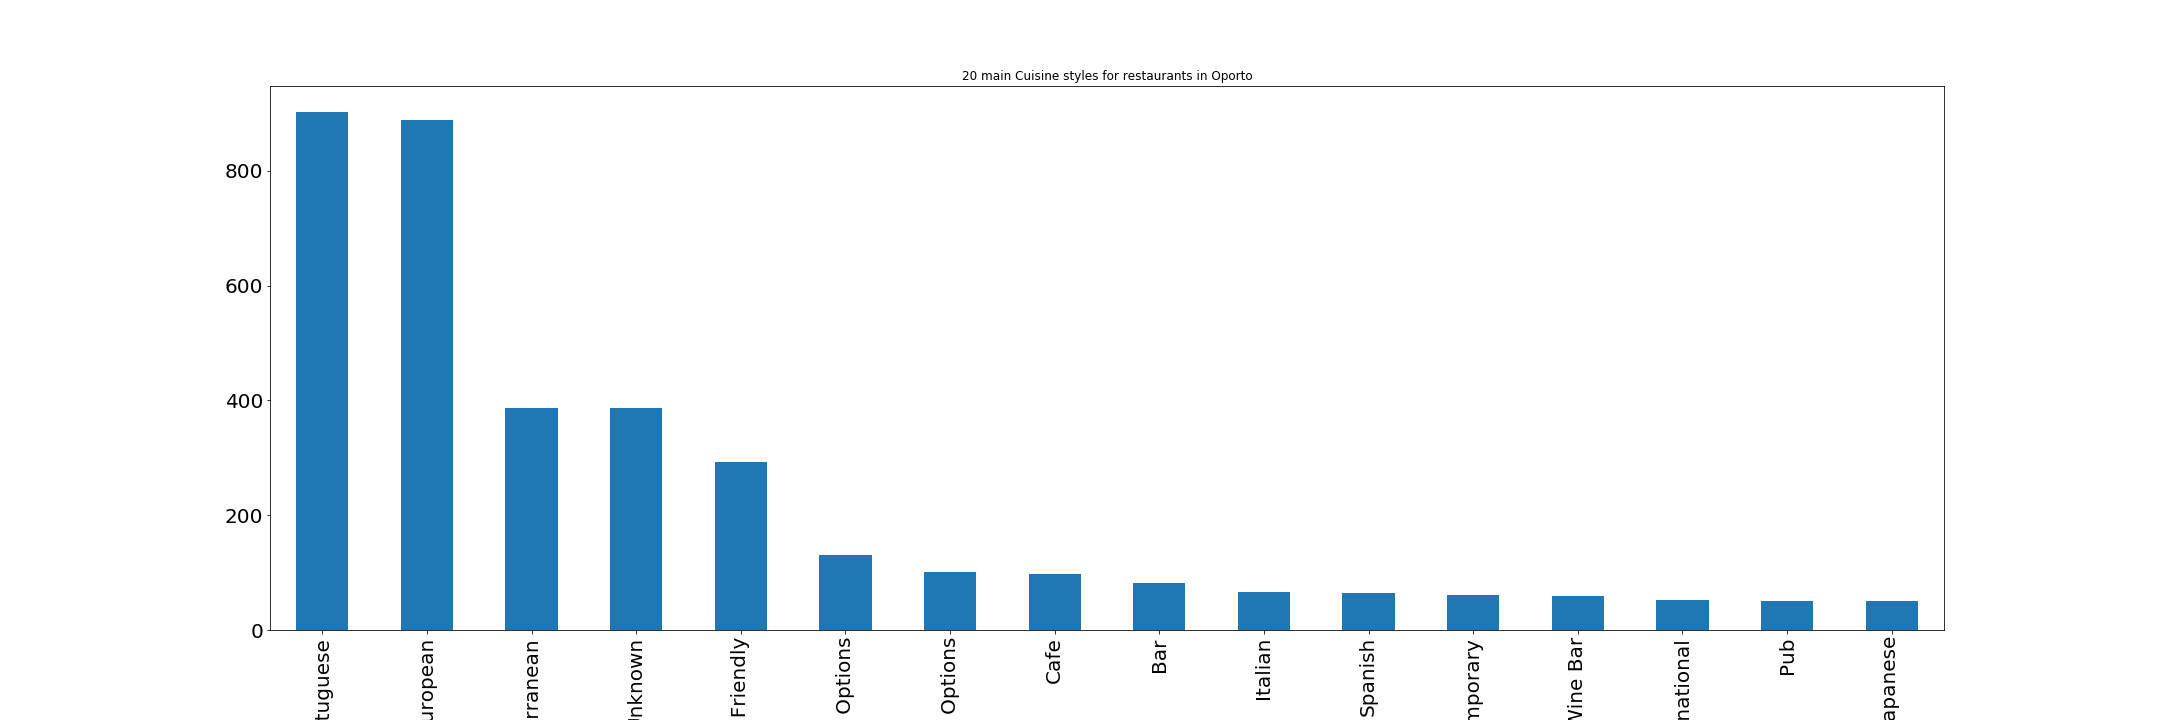 20 main Cuisine styles for restaurants in Oporto
800
600
400
200
0
tuguese
uropean
rranean
nknown
Friendly
Options
Options
Cafe
Bar
Italian
Spanish
mporary
Wine Bar
national
Pub
apanese